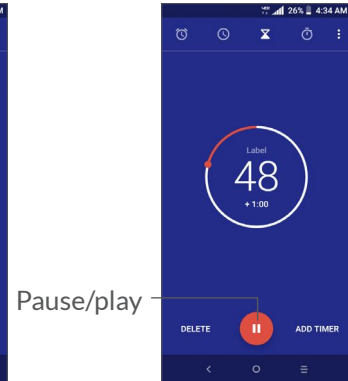 M
26% 4:34 AM
Label
48
+ 1:00
Pause/play
DELETE
ADD TIMER